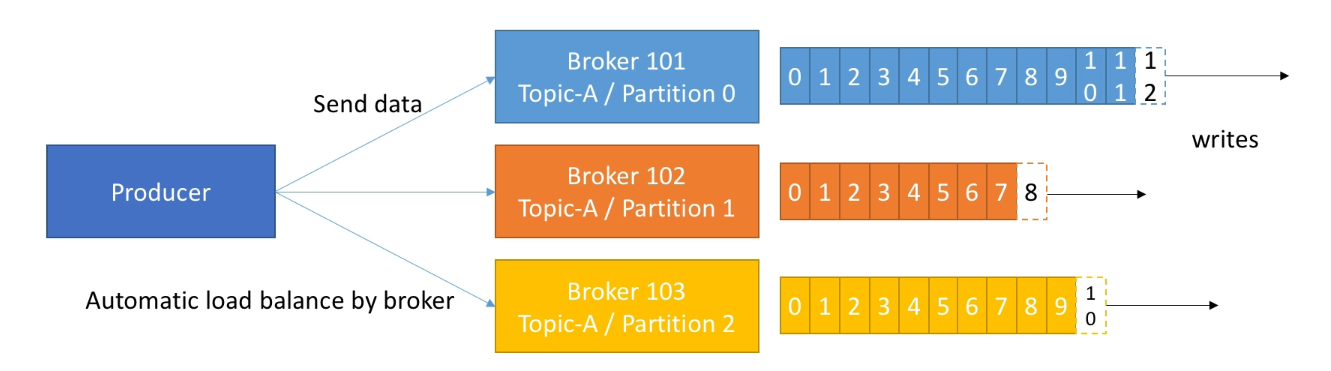 Send data
Producer
Automatic load balance by broker
Broker 101
Topic-A / Partition 0
0 1 2 3 4 5 6 7 8 9 10 11 12
Broker 102
Topic-A / Partition 1
0 1 2 3 4 5 6 7 8
Broker 103
Topic-A / Partition 2
0 1 2 3 4 5 6 7 8 9 10
writes